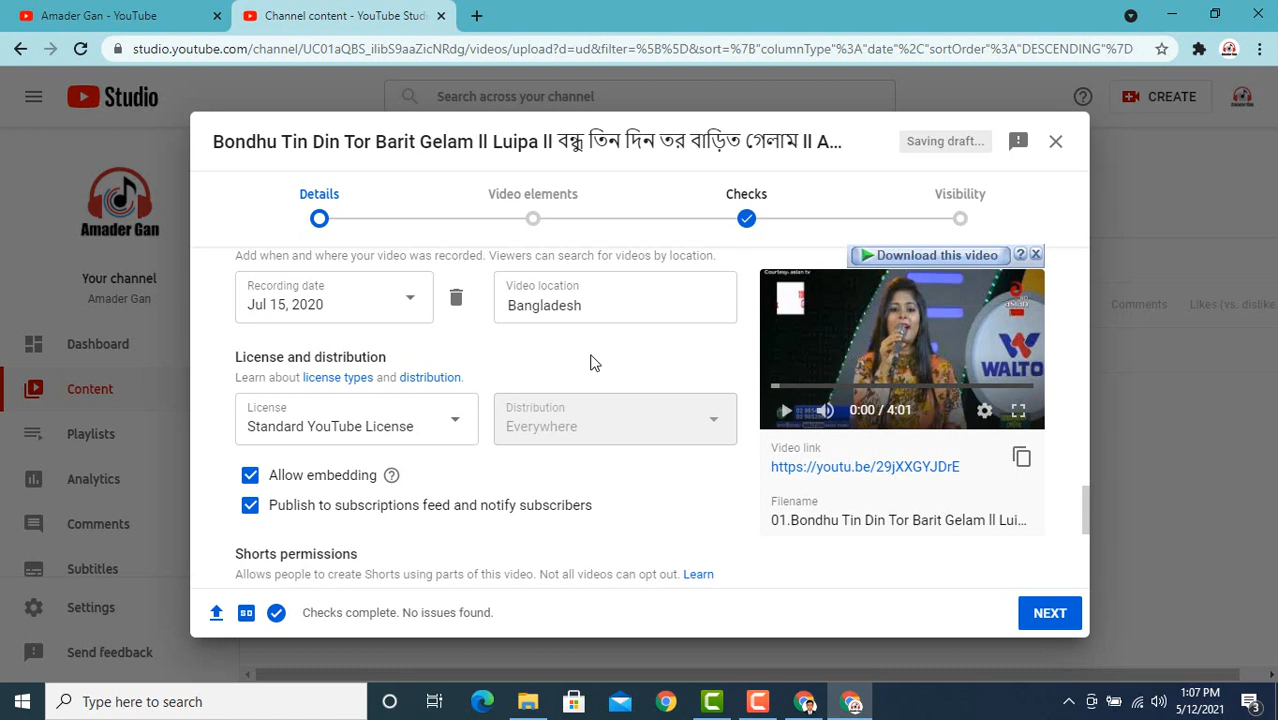 Amader Gan - YouTube
Channel content - YouTube Stud
studio.youtube.com/channel/UC01aQBS_ilibS9aaZicNRdg/videos/upload?d=ud&filter=%5B%5D&sort=%7B"columnType"%3A"date"%2C"sortOrder"%3A"DESCENDING"%7D
Studio
Search across your channel
CREATE
Bondhu Tin Din Tor Barit Gelam ll Luipa ll বন্ধু তিন দিন তর বাড়িত গেলাম ll A...
Saving draft...
Details
Video elements
Checks
Visibility
Amader Gan
Your channel
Amader Gan
Dashboard
Content
Playlists
Analytics
Comments
Subtitles
Settings
Send feedback
Add when and where your video was recorded. Viewers can search for videos by location.
Recording date
Jul 15, 2020
Video location
Bangladesh
License and distribution
Learn about license types and distribution.
License
Standard YouTube License
Distribution
Everywhere
Allow embedding
Publish to subscriptions feed and notify subscribers
Shorts permissions
Allows people to create Shorts using parts of this video. Not all videos can opt out. Learn
Download this video
Courtesy: asian tv
WALTO
0:00 / 4:01
Video link
https://youtu.be/29jXXGYJDrE
Filename
01.Bondhu Tin Din Tor Barit Gelam ll Lui...
Comments
Likes (vs. dislike
SD
Checks complete. No issues found.
NEXT
Type here to search
1:07 PM
5/12/2021
3